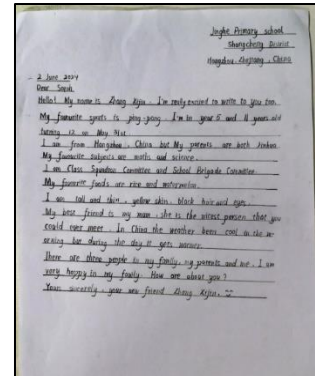 Jinghe Primary school
Shangcheng District
Hangzhou, Zhejiang, China
2 June 2024
Dear Sarah,
Hello! My name is Zhang Kejin. I'm really excited to write to you too.
My favourite sports is ping-pong. I'm in year 5 and 11 years old
turning 12 on May 31st.
I am from Hangzhou, China but My parents are both Jinhua.
My favourite subjects are maths and science.
I am Class Squadron Committee and School Brigade Committee.
My favorite foods are rice and watermelon.
I am tall and thin, yellow skin, black hair and eyes.
My best friend is my mom, she is the nicest person that you
could ever meet. In China the weather been cool in the mo-
rning but during the day it gets warmer.
There are three people in my family, my parents and me. I am
very happy in my family. How are about you?
Yours sincerely, your new friend Zhang Kejin.